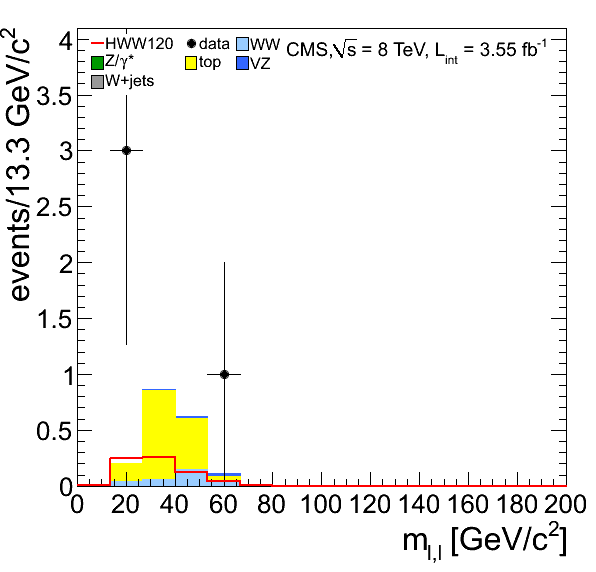 HWW120 data WW CMS,√s = 8 TeV, L_int = 3.55 fb⁻¹
Z/γ* top VZ
W+jets
events/13.3 GeV/c²
4
3.5
3
2.5
2
1.5
1
0.5
0
0 20 40 60 80 100 120 140 160 180 200
m_l,l [GeV/c²]